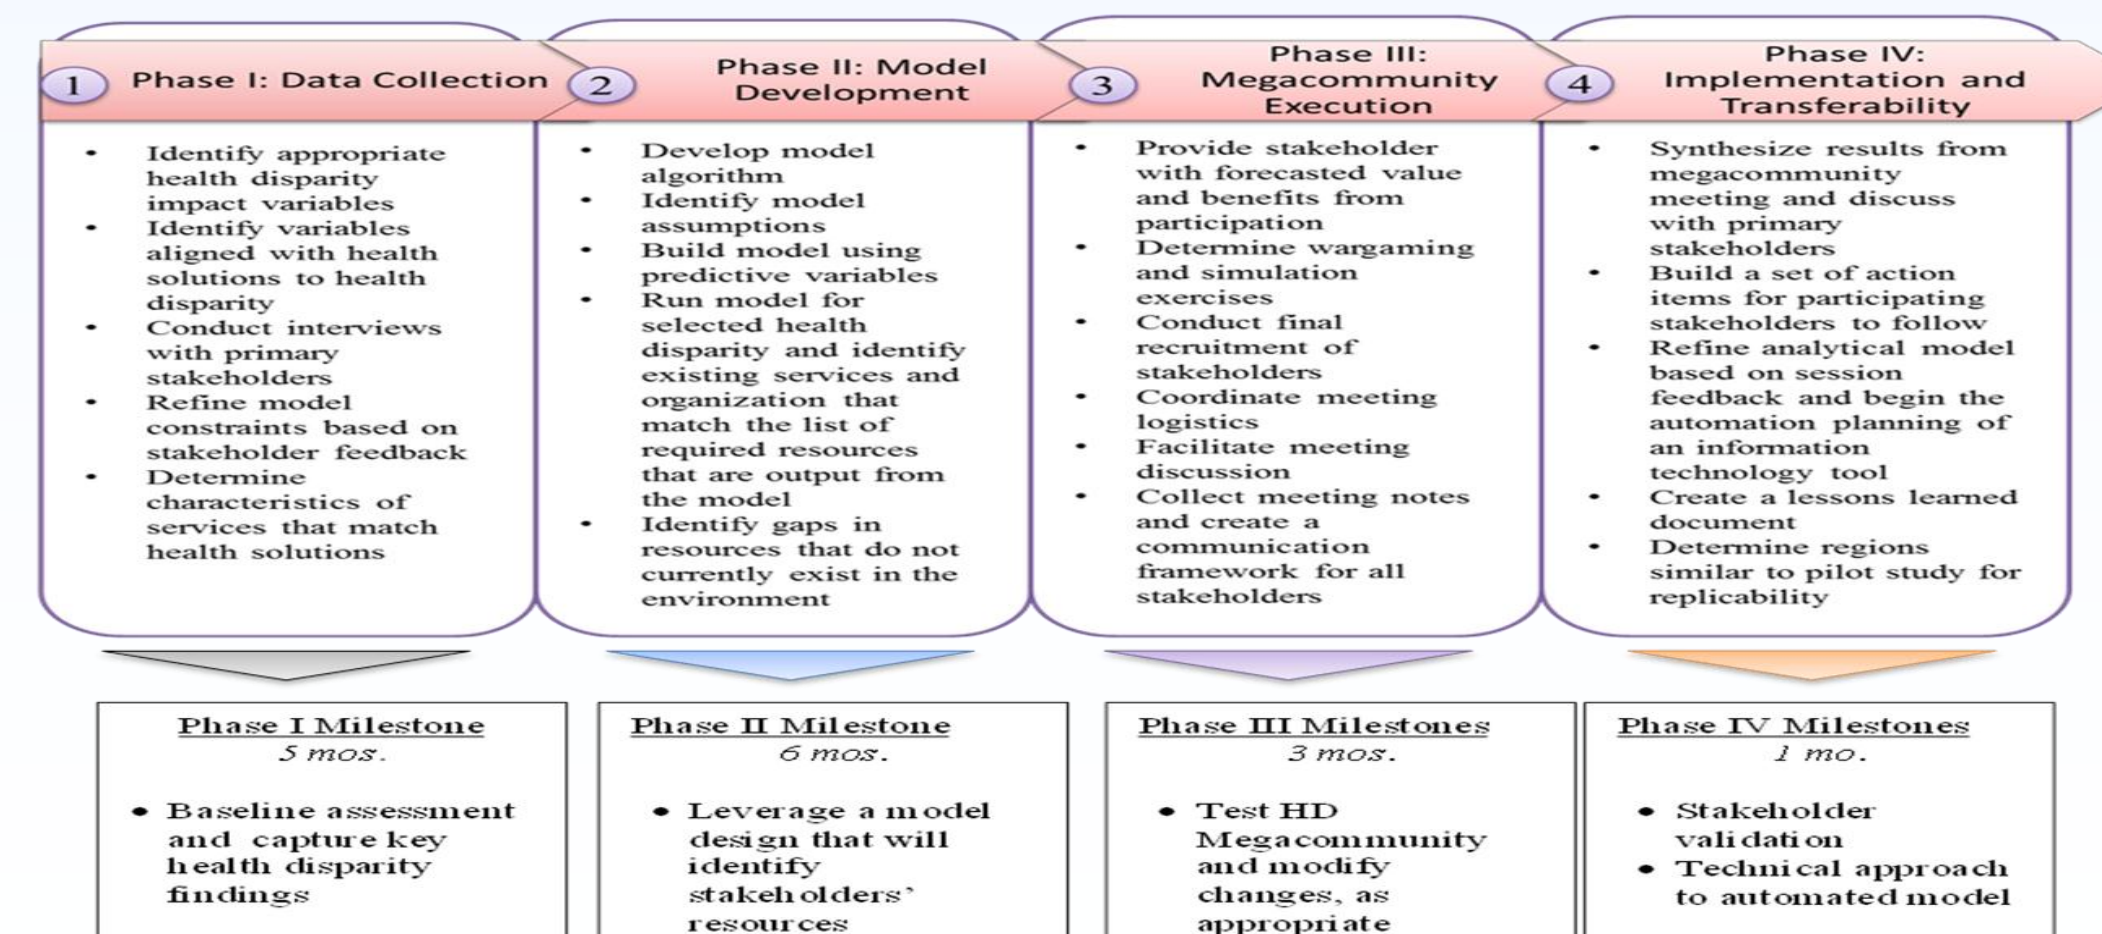 1
Phase I: Data Collection
• Identify appropriate
health disparity
impact variables
• Identify variables
aligned with health
solutions to health
disparity
• Conduct interviews
with primary
stakeholders
• Refine model
constraints based on
stakeholder feedback
• Determine
characteristics of
services that match
health solutions
2
Phase II: Model
Development
• Develop model
algorithm
• Identify model
assumptions
• Build model using
predictive variables
• Run model for
selected health
disparity and identify
existing services and
organization that
match the list of
required resources
that are output from
the model
• Identify gaps in
resources that do not
currently exist in the
environment
3
Phase III:
Megacommunity
Execution
• Provide stakeholder
with forecasted value
and benefits from
participation
• Determine wargaming
and simulation
exercises
• Conduct final
recruitment of
stakeholders
• Coordinate meeting
logistics
• Facilitate meeting
discussion
• Collect meeting notes
and create a
communication
framework for all
stakeholders
4
Phase IV:
Implementation and
Transferability
• Synthesize results from
megacommunity
meeting and discuss
with primary
stakeholders
• Build a set of action
items for participating
stakeholders to follow
• Refine analytical model
based on session
feedback and begin the
automation planning of
an information
technology tool
• Create a lessons learned
document
• Determine regions
similar to pilot study for
replicability
Phase I Milestone
5 mos.
• Baseline assessment
and capture key
health disparity
findings
Phase II Milestone
6 mos.
• Leverage a model
design that will
identify
stakeholders’
resources
Phase III Milestones
3 mos.
• Test HD
Megacommunity
and modify
changes, as
appropriate
Phase IV Milestones
1 mo.
• Stakeholder
validation
• Technical approach
to automated model